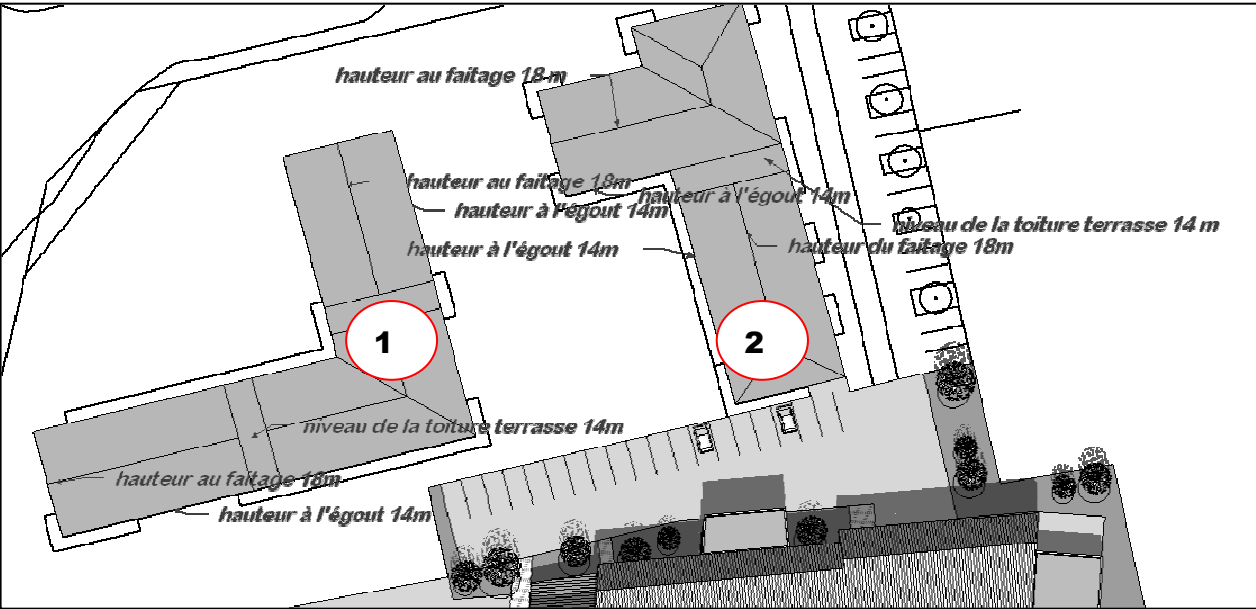 hauteur au faitage 18 m
hauteur au faitage 18m
hauteur à l'égout 14m
hauteur à l'égout 14m
niveau de la toiture terrasse 14 m
hauteur à l'égout 14m
hauteur du faitage 18m
1
2
niveau de la toiture terrasse 14m
hauteur au faitage 18m
hauteur à l'égout 14m